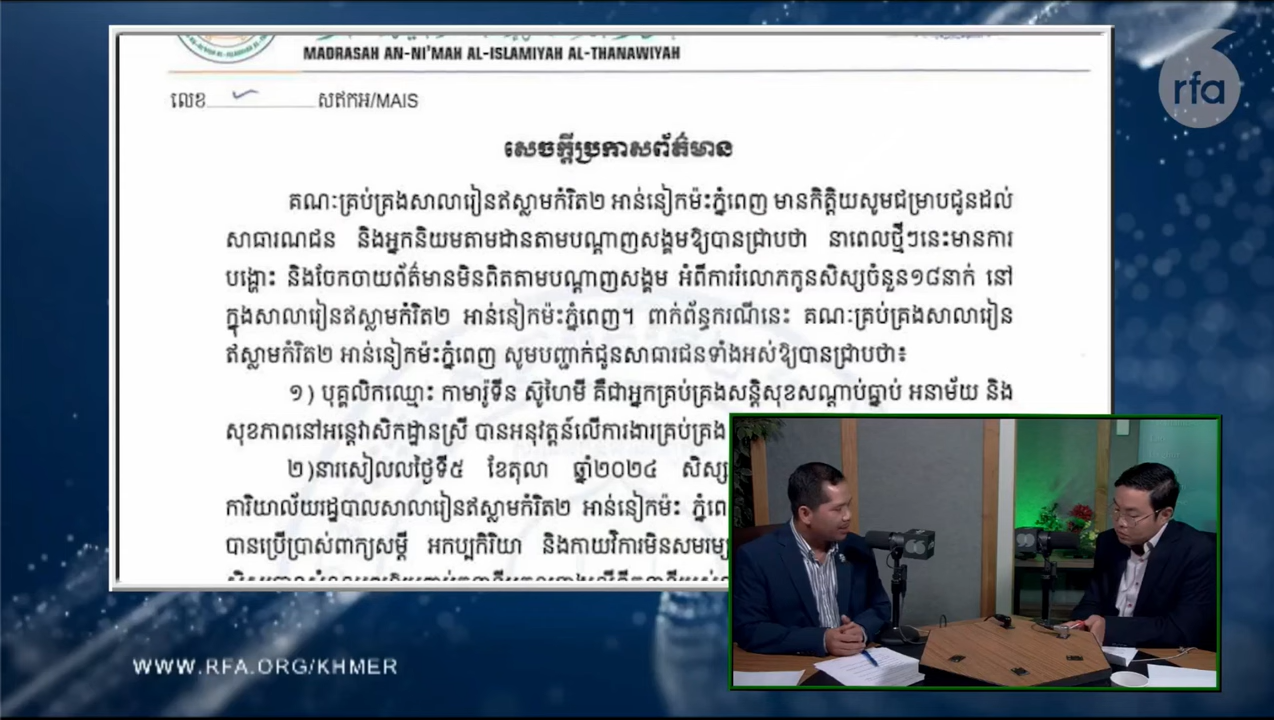 MADRASAH AN-NI'MAH AL-ISLAMIYAH AL-THANAWIYAH
rfa
លេខ សឥកអ/MAIS
សេចក្តីប្រកាសព័ត៌មាន
គណៈគ្រប់គ្រងសាលារៀនឥស្លាមកំរិត២ អាន់នៀកម៉ះភ្នំពេញ មានកិត្តិយសូមជម្រាបជូនដល់
សាធារណជន និងអ្នកនិយមតាមដានតាមបណ្តាញសង្គមឱ្យបានជ្រាបថា នាពេលថ្មីៗនេះមានការ
បង្ហោះ និងចែកចាយព័ត៌មានមិនពិតតាមបណ្តាញសង្គម អំពីការរំលោភកូនសិស្សចំនួន១៨នាក់ នៅ
ក្នុងសាលារៀនឥស្លាមកំរិត២ អាន់នៀកម៉ះភ្នំពេញ។ ពាក់ព័ន្ធករណីនេះ គណៈគ្រប់គ្រងសាលារៀន
ឥស្លាមកំរិត២ អាន់នៀកម៉ះភ្នំពេញ សូមបញ្ជាក់ជូនសាធារជនទាំងអស់ឱ្យបានជ្រាបថា៖
១) បុគ្គលិកឈ្មោះ កាមារ៉ូទីន ស៊ូហៃមី គឺជាអ្នកគ្រប់គ្រងសន្តិសុខសណ្តាប់ធ្នាប់ អនាម័យ និង
សុខភាពនៅអន្តេវាសិកដ្ឋានស្រី បានអនុវត្តន៍លើការងារគ្រប់គ្រង
២)នារសៀលលថ្ងៃទី៥ ខែតុលា ឆ្នាំ២០២៤ សិស្ស
ការិយាល័យរដ្ឋបាលសាលារៀនឥស្លាមកំរិត២ អាន់នៀកម៉ះ ភ្នំពេ
បានប្រើប្រាស់ពាក្យសម្តី អកប្បកិរិយា និងកាយវិការមិនសមរម្យ
WWW.RFA.ORG/KHMER